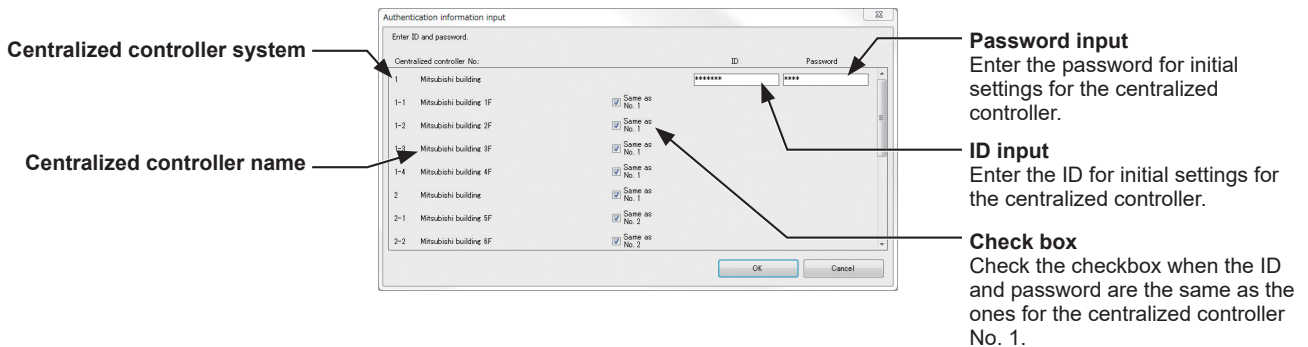 Centralized controller system
Centralized controller name
Authentication information input
Enter ID and password.
Centralized controller No.:
ID
Password
1 Mitsubishi building ******* ****
1-1 Mitsubishi building 1F Same as No. 1
1-2 Mitsubishi building 2F Same as No. 1
1-3 Mitsubishi building 3F Same as No. 1
1-4 Mitsubishi building 4F Same as No. 1
2 Mitsubishi building Same as No. 1
2-1 Mitsubishi building 5F Same as No. 2
2-2 Mitsubishi building 6F Same as No. 2
OK
Cancel
Password input
Enter the password for initial
settings for the centralized
controller.
ID input
Enter the ID for initial settings for
the centralized controller.
Check box
Check the checkbox when the ID
and password are the same as the
ones for the centralized controller
No. 1.